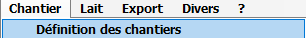 Chantier Lait Export Divers ?
Définition des chantiers